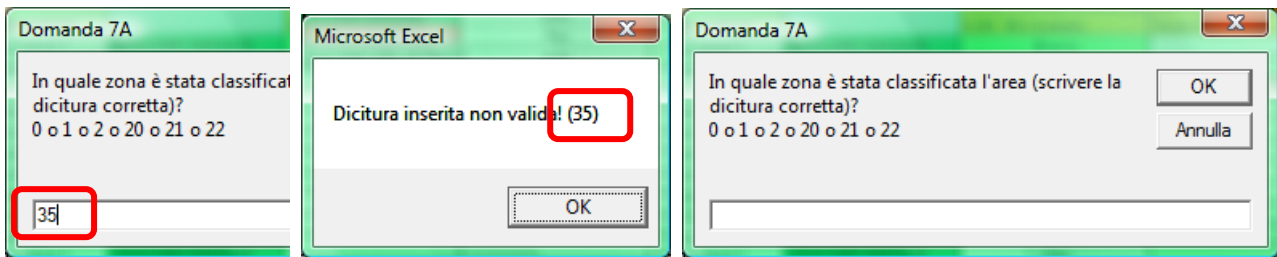 Domanda 7A
In quale zona è stata classificat
dicitura corretta)?
0 o 1 o 2 o 20 o 21 o 22
35
Microsoft Excel
Dicitura inserita non valida! (35)
OK
Domanda 7A
In quale zona è stata classificata l'area (scrivere la
dicitura corretta)?
0 o 1 o 2 o 20 o 21 o 22
OK
Annulla